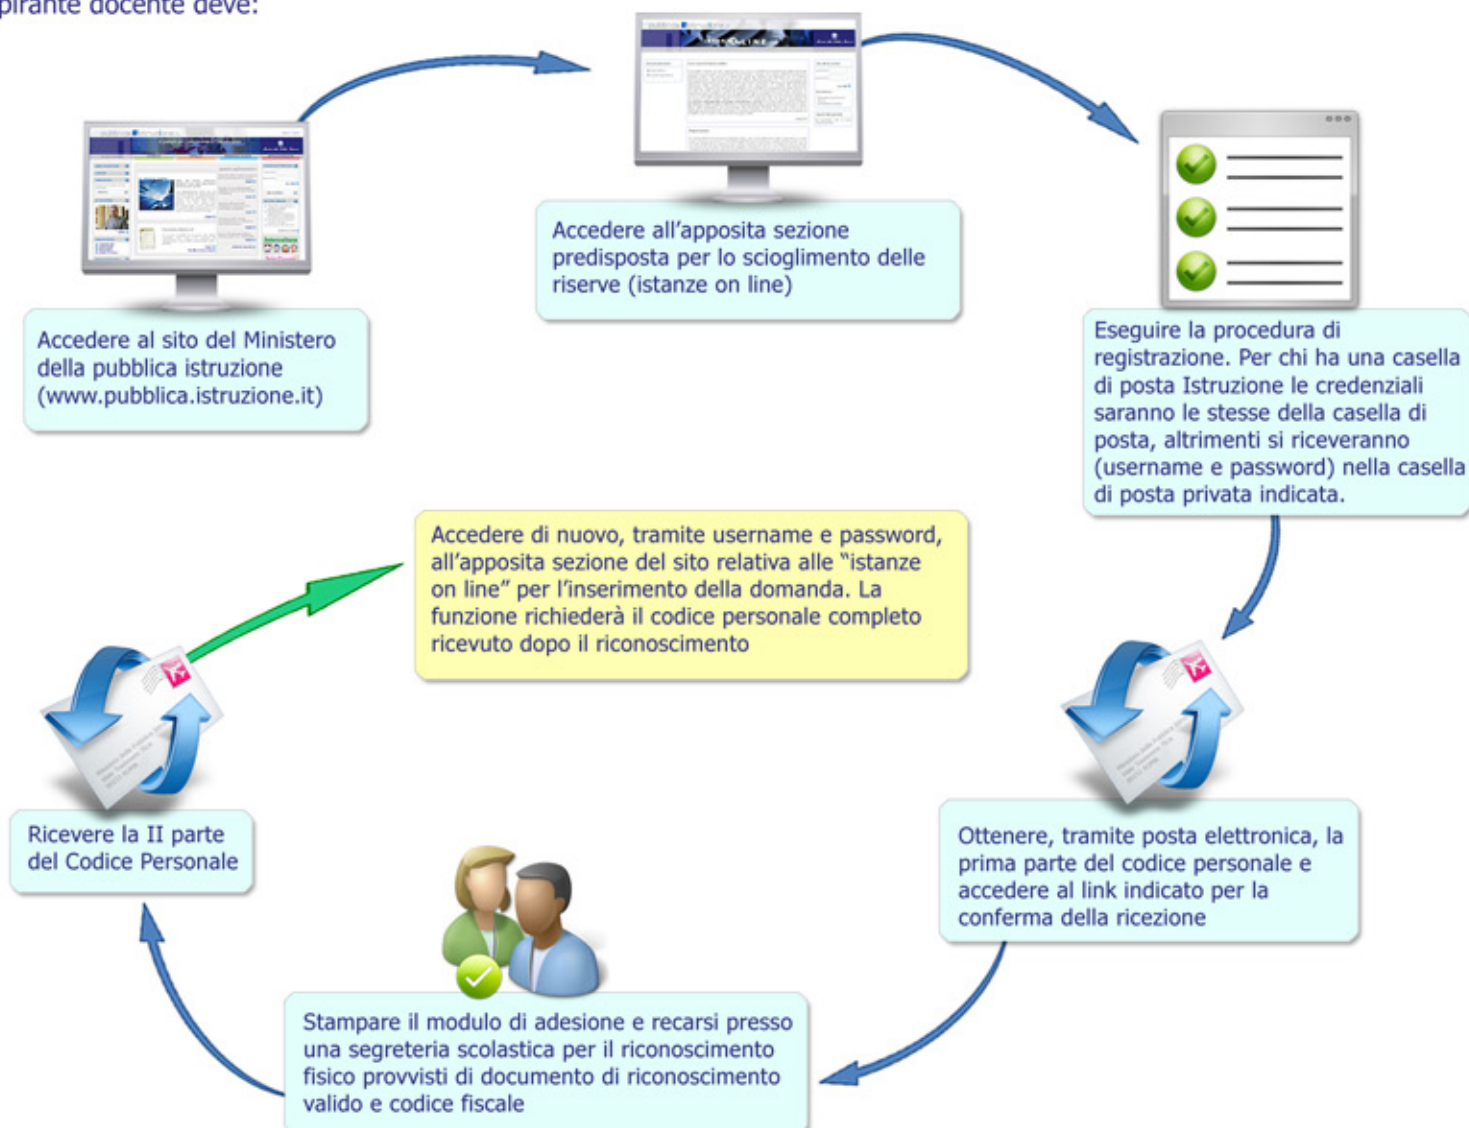 pirante docente deve:
Accedere al sito del Ministero
della pubblica istruzione
(www.pubblica.istruzione.it)
Accedere all'apposita sezione
predisposta per lo scioglimento delle
riserve (istanze on line)
Eseguire la procedura di
registrazione. Per chi ha una casella
di posta Istruzione le credenziali
saranno le stesse della casella di
posta, altrimenti si riceveranno
(username e password) nella casella
di posta privata indicata.
Ottenere, tramite posta elettronica, la
prima parte del codice personale e
accedere al link indicato per la
conferma della ricezione
Stampare il modulo di adesione e recarsi presso
una segreteria scolastica per il riconoscimento
fisico provvisti di documento di riconoscimento
valido e codice fiscale
Ricevere la II parte
del Codice Personale
Accedere di nuovo, tramite username e password,
all'apposita sezione del sito relativa alle “istanze
on line” per l'inserimento della domanda. La
funzione richiederà il codice personale completo
ricevuto dopo il riconoscimento